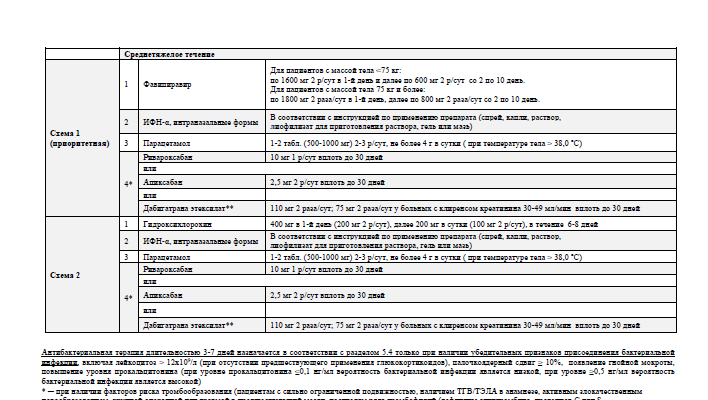 Среднетяжелое течение
Схема 1
(приоритетная)
1 Фавипиравир
Для пациентов с массой тела <75 кг:
по 1600 мг 2 р/сут в 1-й день и далее по 600 мг 2 р/сут со 2 по 10 день.
Для пациентов с массой тела 75 кг и более:
по 1800 мг 2 раза/сут в 1-й день, далее по 800 мг 2 раза/сут со 2 по 10 день.
2 ИФН-α, интраназальные формы
В соответствии с инструкцией по применению препарата (спрей, капли, раствор,
лиофилизат для приготовления раствора, гель или мазь)
3 Парацетамол 1-2 табл. (500-1000 мг) 2-3 р/сут, не более 4 г в сутки ( при температуре тела > 38,0 ºС)
4* Ривароксабан 10 мг 1 р/сут вплоть до 30 дней
или
Апиксабан 2,5 мг 2 р/сут вплоть до 30 дней
или
Дабигатрана этексилат** 110 мг 2 раза/сут; 75 мг 2 раза/сут у больных с клиренсом креатинина 30-49 мл/мин вплоть до 30 дней
Схема 2
1 Гидроксихлорохин 400 мг в 1-й день (200 мг 2 р/сут), далее 200 мг в сутки (100 мг 2 р/сут), в течение 6-8 дней
2 ИФН-α, интраназальные формы
В соответствии с инструкцией по применению препарата (спрей, капли, раствор,
лиофилизат для приготовления раствора, гель или мазь)
3 Парацетамол 1-2 табл. (500-1000 мг) 2-3 р/сут, не более 4 г в сутки ( при температуре тела > 38,0 ºС)
4* Ривароксабан 10 мг 1 р/сут вплоть до 30 дней
или
Апиксабан 2,5 мг 2 р/сут вплоть до 30 дней
или
Дабигатрана этексилат** 110 мг 2 раза/сут; 75 мг 2 раза/сут у больных с клиренсом креатинина 30-49 мл/мин вплоть до 30 дней
Антибактериальная терапия длительностью 3-7 дней назначается в соответствии с разделом 5.4 только при наличии убедительных признаков присоединения бактериальной
инфекции, включая лейкоцитоз > 12х10⁹/л (при отсутствии предшествующего применения глюкокортикоидов), палочкоядерный сдвиг ≥ 10%, появление гнойной мокроты,
повышение уровня прокальцитонина (при уровне прокальцитонина ≤0,1 нг/мл вероятность бактериальной инфекции является низкой, при уровне ≥0,5 нг/мл вероятность
бактериальной инфекции является высокой)
* — при наличии факторов риска тромбообразования (пациентам с сильно ограниченной подвижностью, наличием ТГВ/ТЭЛА в анамнезе, активным злокачественным